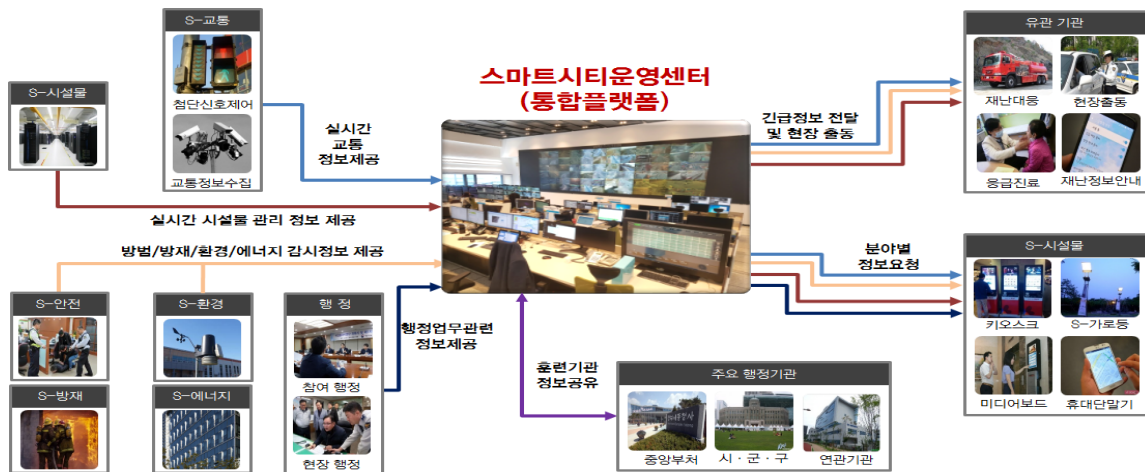 S-교통
첨단신호제어
교통정보수집
S-시설물
실시간
교통
정보제공
실시간 시설물 관리 정보 제공
방범/방재/환경/에너지 감시정보 제공
S-안전
S-환경
S-방재
S-에너지
행 정
참여 행정
현장 행정
행정업무관련
정보제공
스마트시티운영센터
(통합플랫폼)
훈련기관
정보공유
주요 행정기관
중앙부처
시 · 군 · 구
연관기관
긴급정보 전달
및 현장 출동
유관 기관
재난대응
현장출동
응급진료
재난정보안내
분야별
정보요청
S-시설물
키오스크
S-가로등
미디어보드
휴대단말기